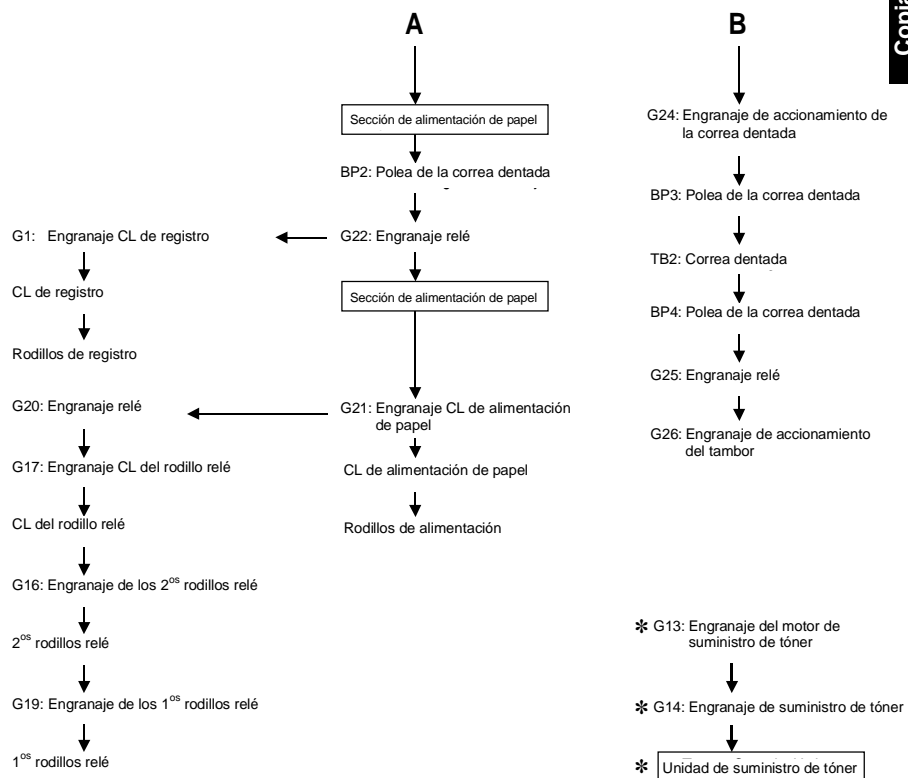 Copia
A
B
Sección de alimentación de papel
BP2: Polea de la correa dentada
G1: Engranaje CL de registro
G22: Engranaje relé
CL de registro
Sección de alimentación de papel
Rodillos de registro
G20: Engranaje relé
G21: Engranaje CL de alimentación
de papel
G17: Engranaje CL del rodillo relé
CL de alimentación de papel
CL del rodillo relé
Rodillos de alimentación
G16: Engranaje de los 2os rodillos relé
2os rodillos relé
G19: Engranaje de los 1os rodillos relé
1os rodillos relé
G24: Engranaje de accionamiento de
la correa dentada
BP3: Polea de la correa dentada
TB2: Correa dentada
BP4: Polea de la correa dentada
G25: Engranaje relé
G26: Engranaje de accionamiento
del tambor
✻ G13: Engranaje del motor de
suministro de tóner
✻ G14: Engranaje de suministro de tóner
✻ Unidad de suministro de tóner